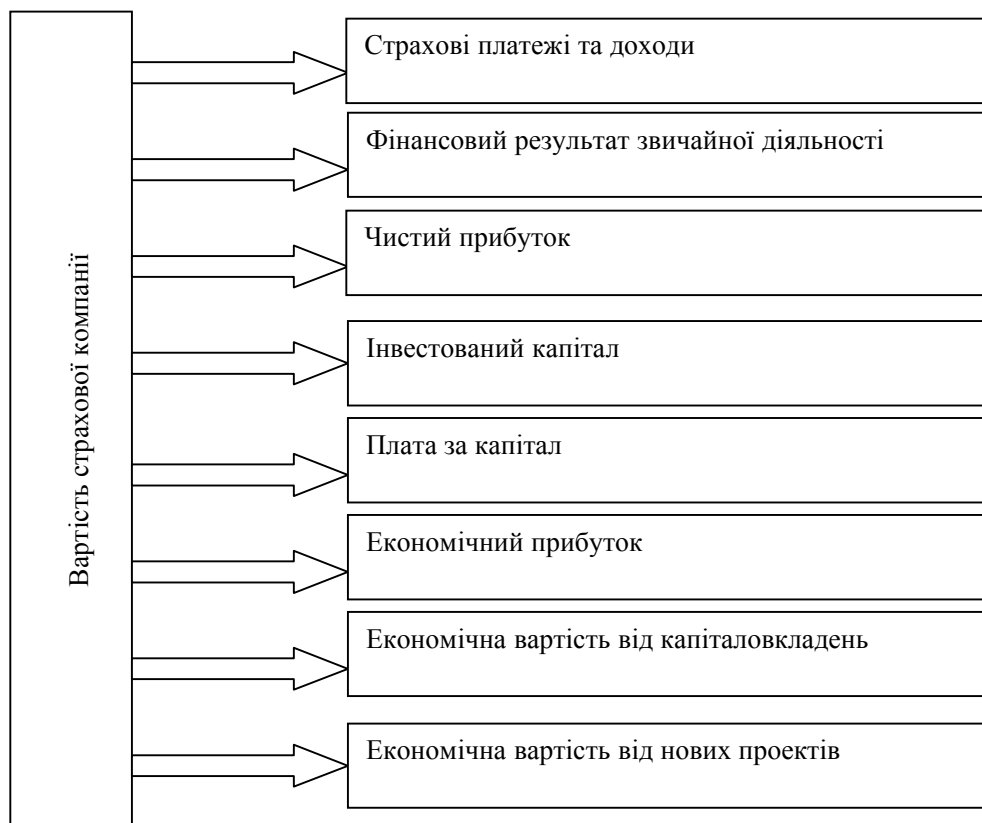 Вартість страхової компанії
Страхові платежі та доходи
Фінансовий результат звичайної діяльності
Чистий прибуток
Інвестований капітал
Плата за капітал
Економічний прибуток
Економічна вартість від капіталовкладень
Економічна вартість від нових проектів